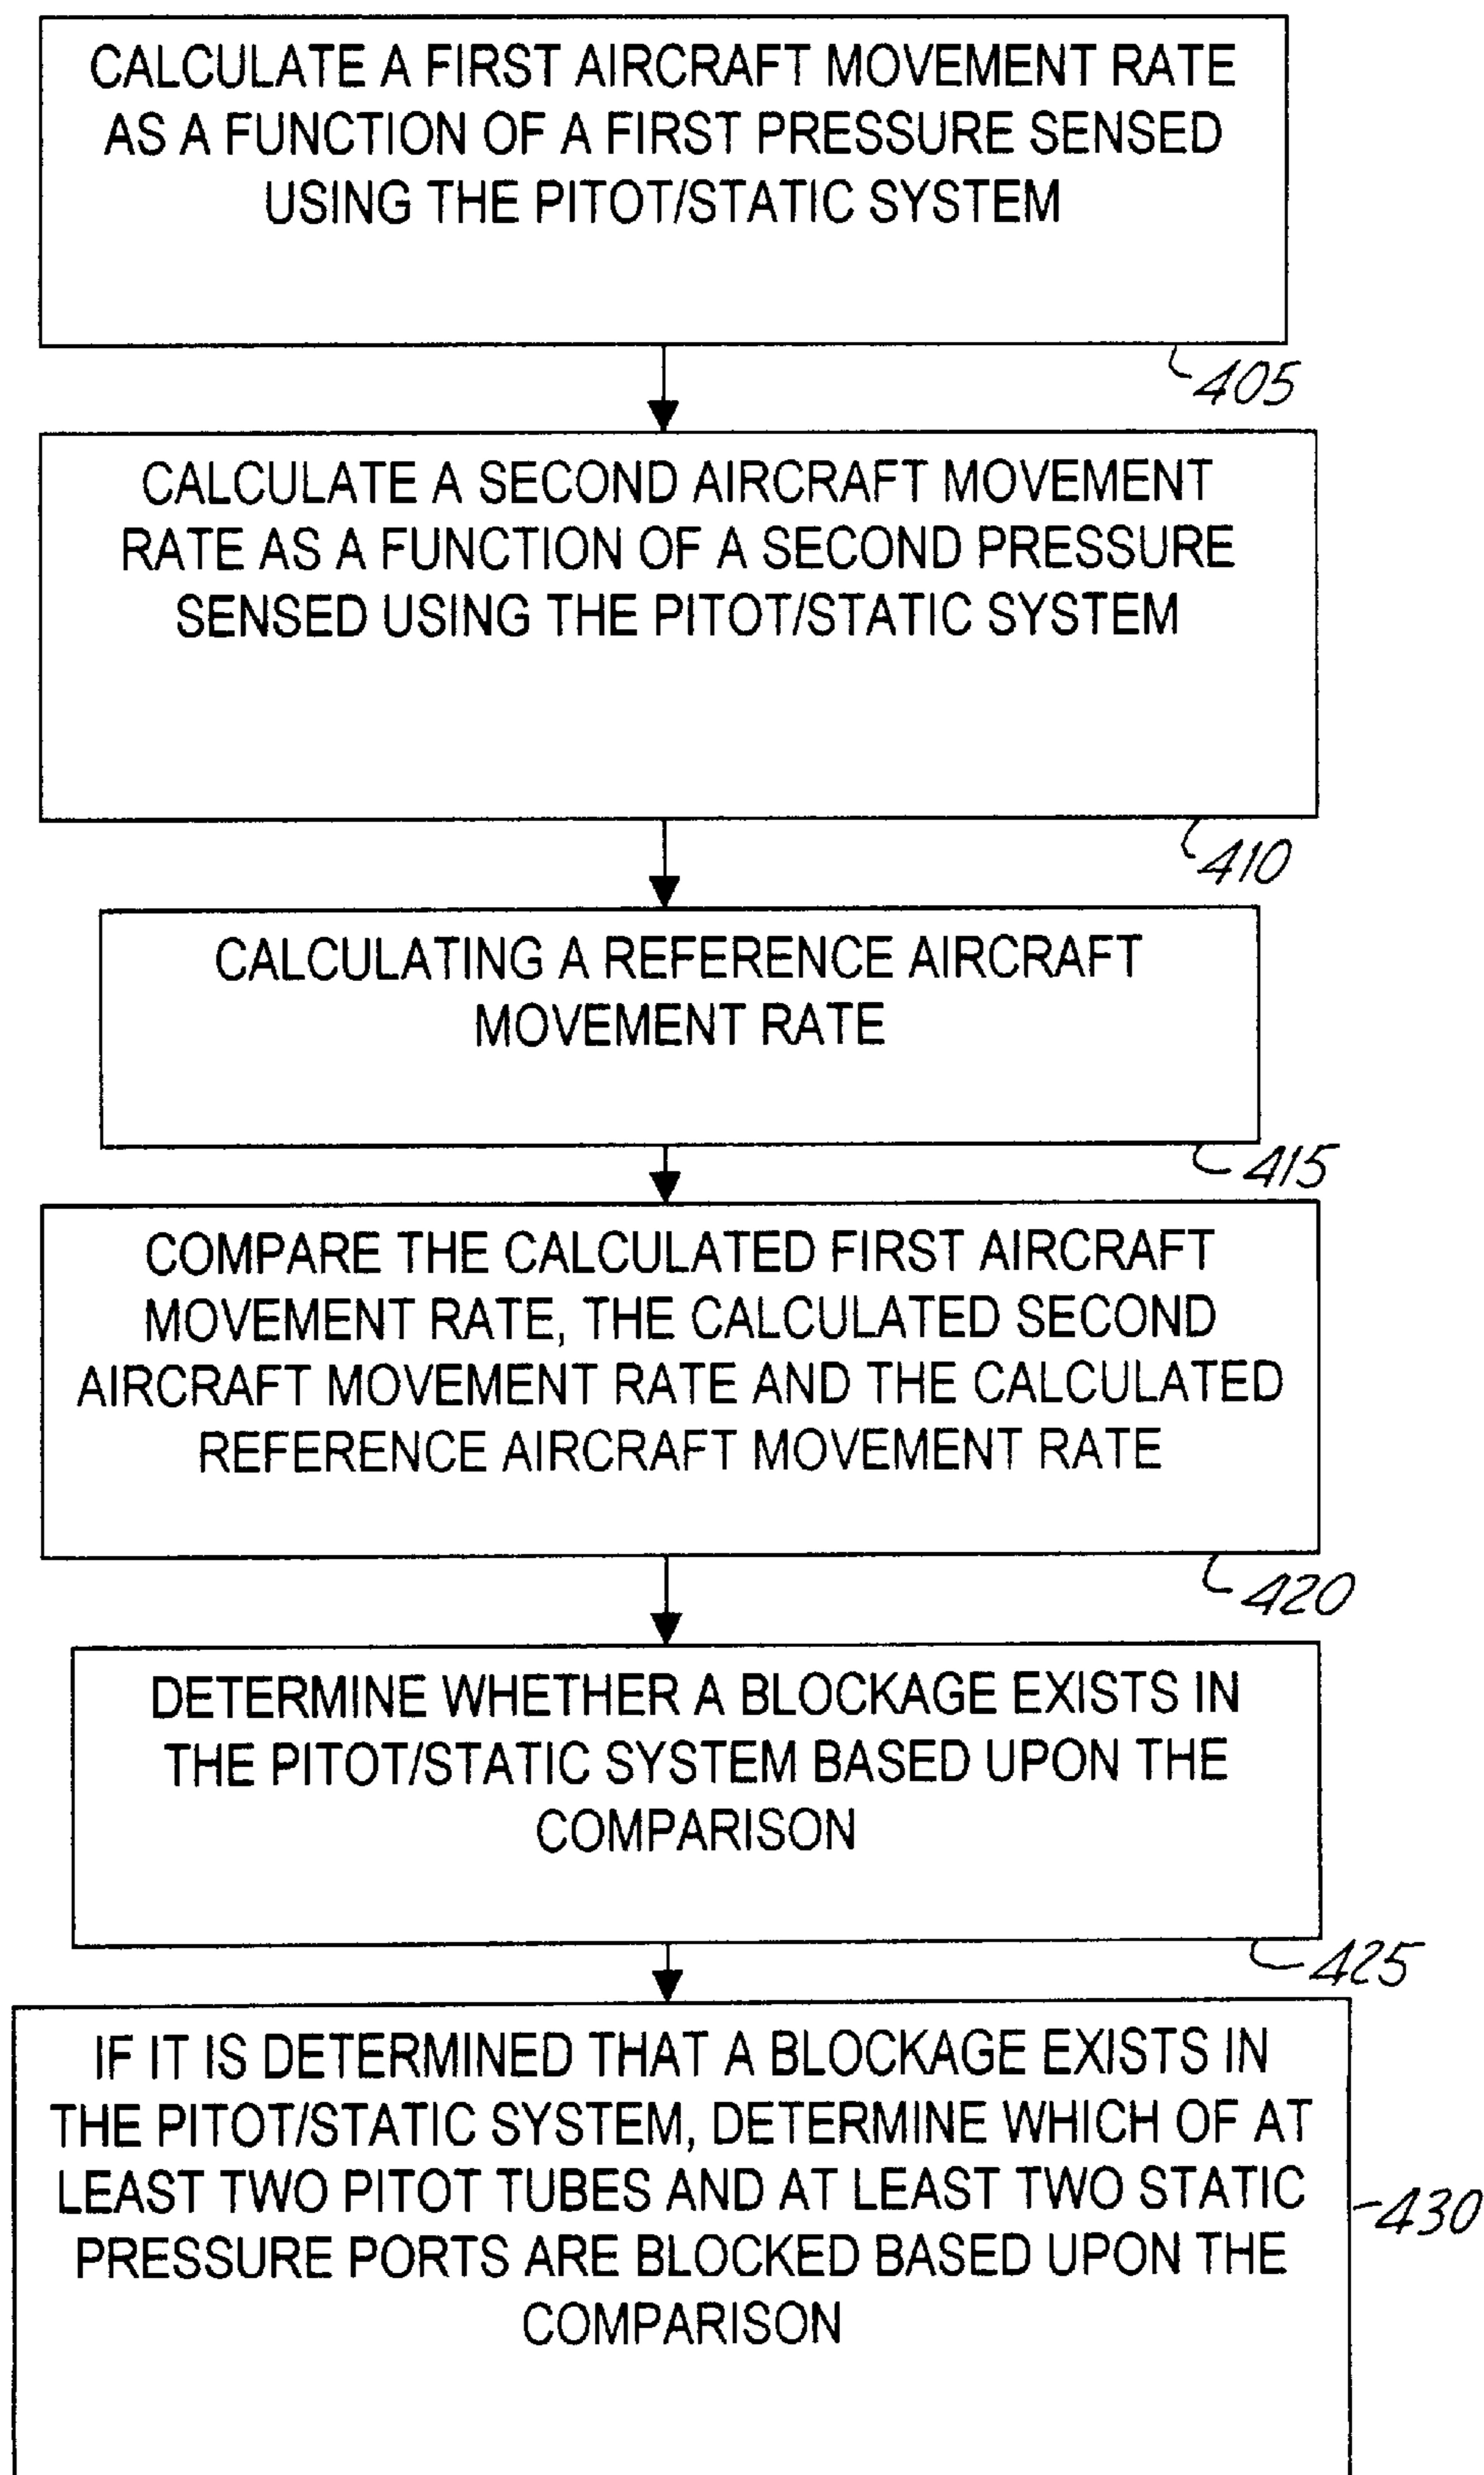 CALCULATE A FIRST AIRCRAFT MOVEMENT RATE
AS A FUNCTION OF A FIRST PRESSURE SENSED
USING THE PITOT/STATIC SYSTEM
405
CALCULATE A SECOND AIRCRAFT MOVEMENT
RATE AS A FUNCTION OF A SECOND PRESSURE
SENSED USING THE PITOT/STATIC SYSTEM
410
CALCULATING A REFERENCE AIRCRAFT
MOVEMENT RATE
415
COMPARE THE CALCULATED FIRST AIRCRAFT
MOVEMENT RATE, THE CALCULATED SECOND
AIRCRAFT MOVEMENT RATE AND THE CALCULATED
REFERENCE AIRCRAFT MOVEMENT RATE
420
DETERMINE WHETHER A BLOCKAGE EXISTS IN
THE PITOT/STATIC SYSTEM BASED UPON THE
COMPARISON
425
IF IT IS DETERMINED THAT A BLOCKAGE EXISTS IN
THE PITOT/STATIC SYSTEM, DETERMINE WHICH OF AT
LEAST TWO PITOT TUBES AND AT LEAST TWO STATIC
PRESSURE PORTS ARE BLOCKED BASED UPON THE
COMPARISON
430